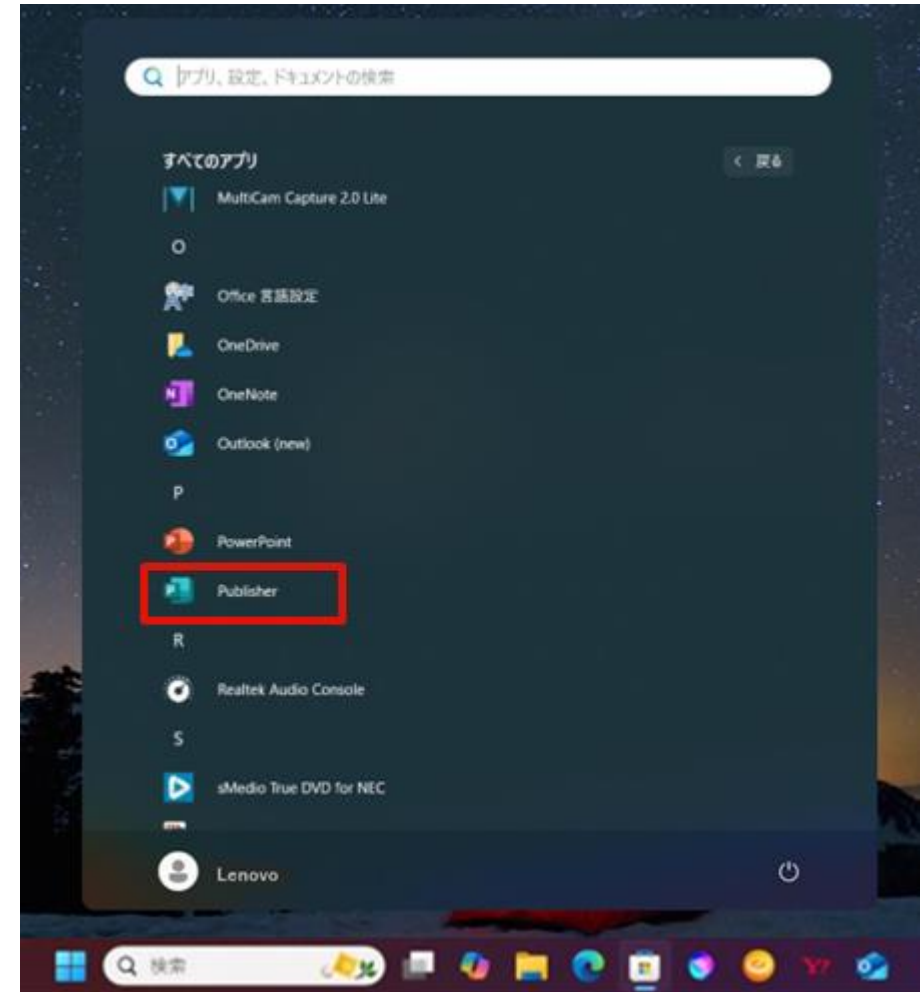 アプリ、設定、ドキュメントの検索
すべてのアプリ
戻る
MultiCam Capture 2.0 Lite
O
Office 言語設定
OneDrive
OneNote
Outlook (new)
P
PowerPoint
Publisher
R
Realtek Audio Console
S
sMedio True DVD for NEC
Lenovo
検索